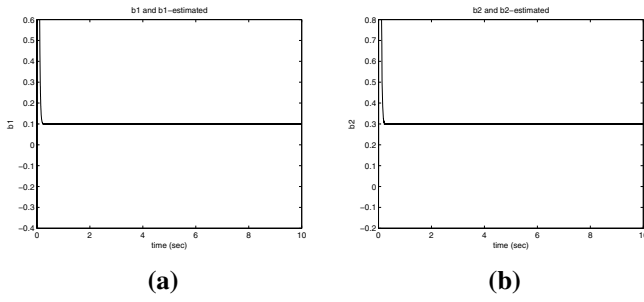 b1 and b1-estimated
0.6
0.5
0.4
0.3
0.2
0.1
0
−0.1
−0.2
−0.3
−0.4
b1
0 2 4 6 8 10
time (sec)
(a)
b2 and b2-estimated
0.8
0.7
0.6
0.5
0.4
0.3
0.2
0.1
0
−0.1
−0.2
b2
0 2 4 6 8 10
time (sec)
(b)